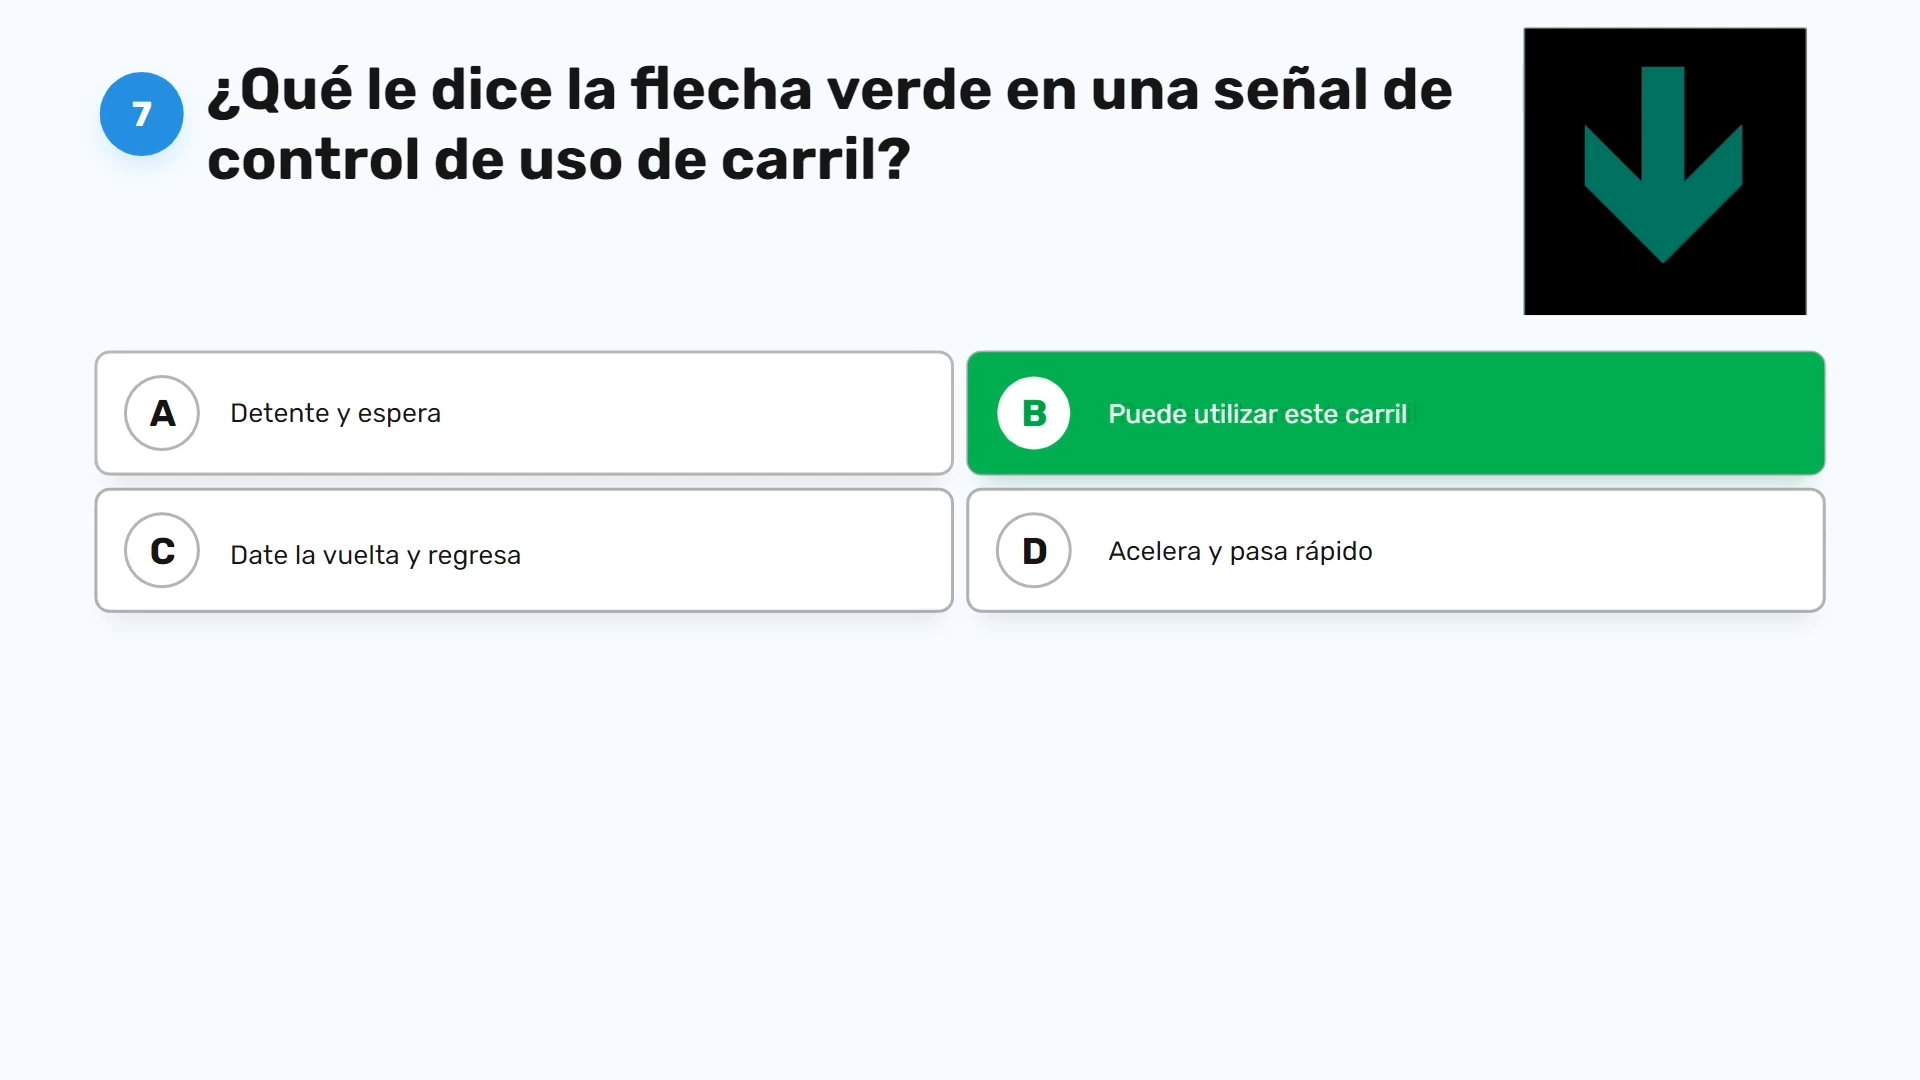 7
¿Qué le dice la flecha verde en una señal de
control de uso de carril?
A
Detente y espera
B
Puede utilizar este carril
C
Date la vuelta y regresa
D
Acelera y pasa rápido